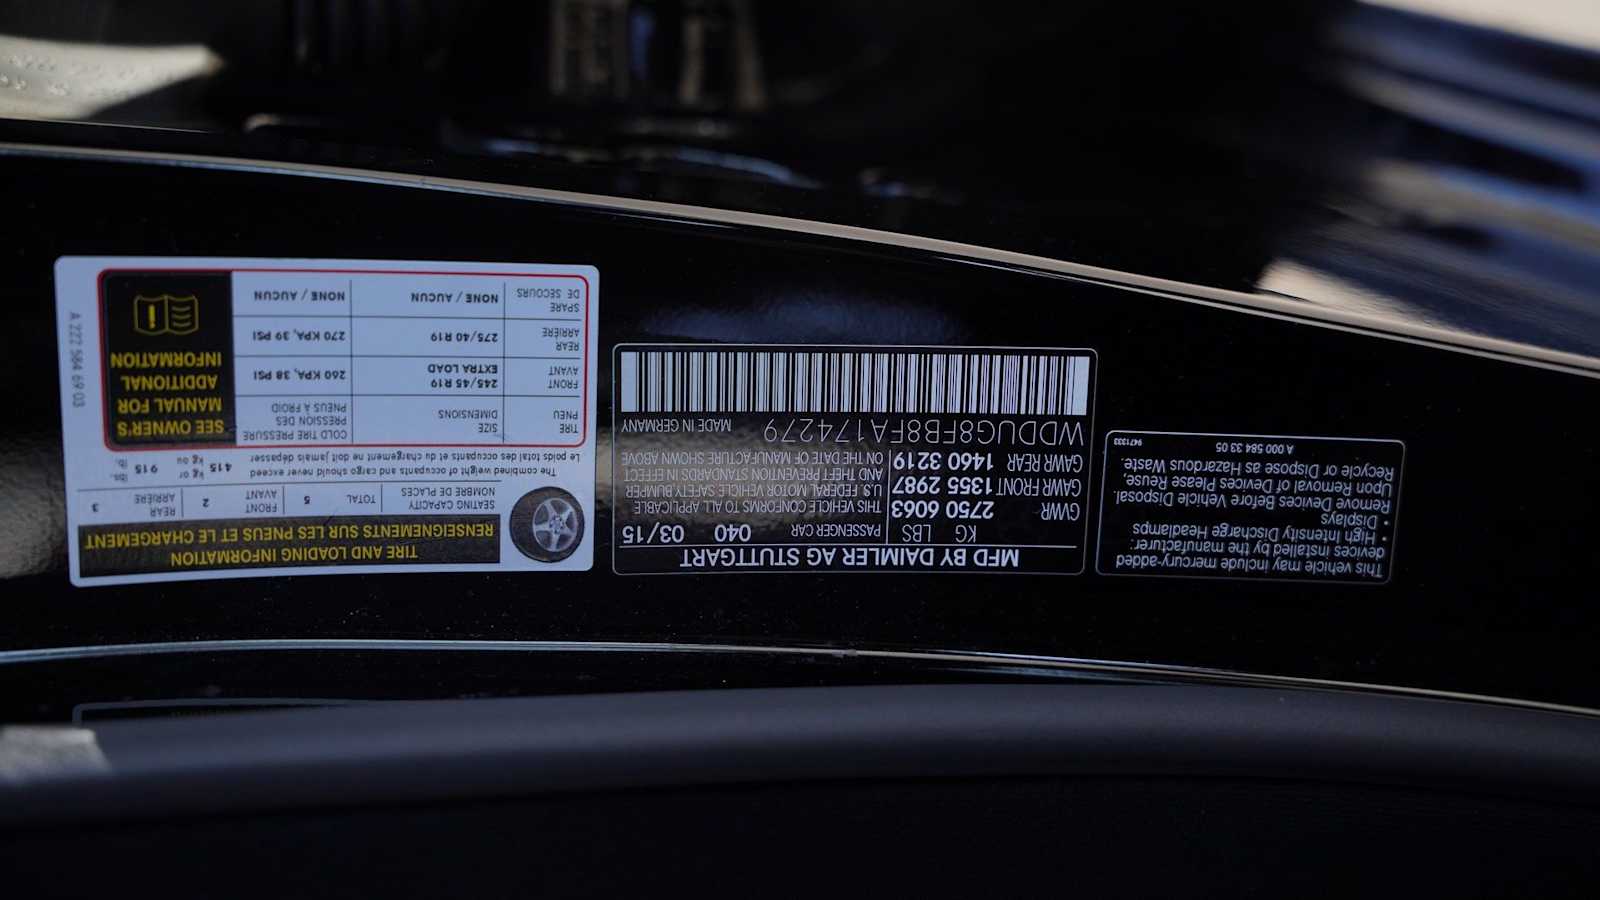 TIRE AND LOADING INFORMATION
RENSEIGNEMENTS SUR LES PNEUS ET LE CHARGEMENT
SEATING CAPACITY
NOMBRE DE PLACES
TOTAL 5
FRONT
AVANT 2
REAR
ARRIÈRE 3
The combined weight of occupants and cargo should never exceed
Le poids total des occupants et du chargement ne doit jamais dépasser
415 kg or
kg ou
915 lbs.
lb.
TIRE
PNEU
SIZE
DIMENSIONS
COLD TIRE PRESSURE
PRESSION DES
PNEUS À FROID
FRONT
AVANT
245/45 R19
EXTRA LOAD
260 KPA, 38 PSI
REAR
ARRIÈRE
275/40 R19
270 KPA, 39 PSI
SPARE
DE SECOURS
NONE / AUCUN
NONE / AUCUN
SEE OWNER'S
MANUAL FOR
ADDITIONAL
INFORMATION
A 222 584 69 03
MFD BY DAIMLER AG STUTTGART
KG LBS PASSENGER CAR 040 03/15
GVWR 2750 6063
GAWR FRONT 1355 2987
GAWR REAR 1460 3219
THIS VEHICLE CONFORMS TO ALL APPLICABLE
U.S. FEDERAL MOTOR VEHICLE SAFETY, BUMPER,
AND THEFT PREVENTION STANDARDS IN EFFECT
ON THE DATE OF MANUFACTURE SHOWN ABOVE
WDDUG8FB8FA174279 MADE IN GERMANY
This vehicle may include mercury-added
devices installed by the manufacturer:
• High Intensity Discharge Headlamps
• Displays
Remove Devices Before Vehicle Disposal.
Upon Removal of Devices Please Reuse,
Recycle or Dispose as Hazardous Waste.
A 000 584 33 05
9471333